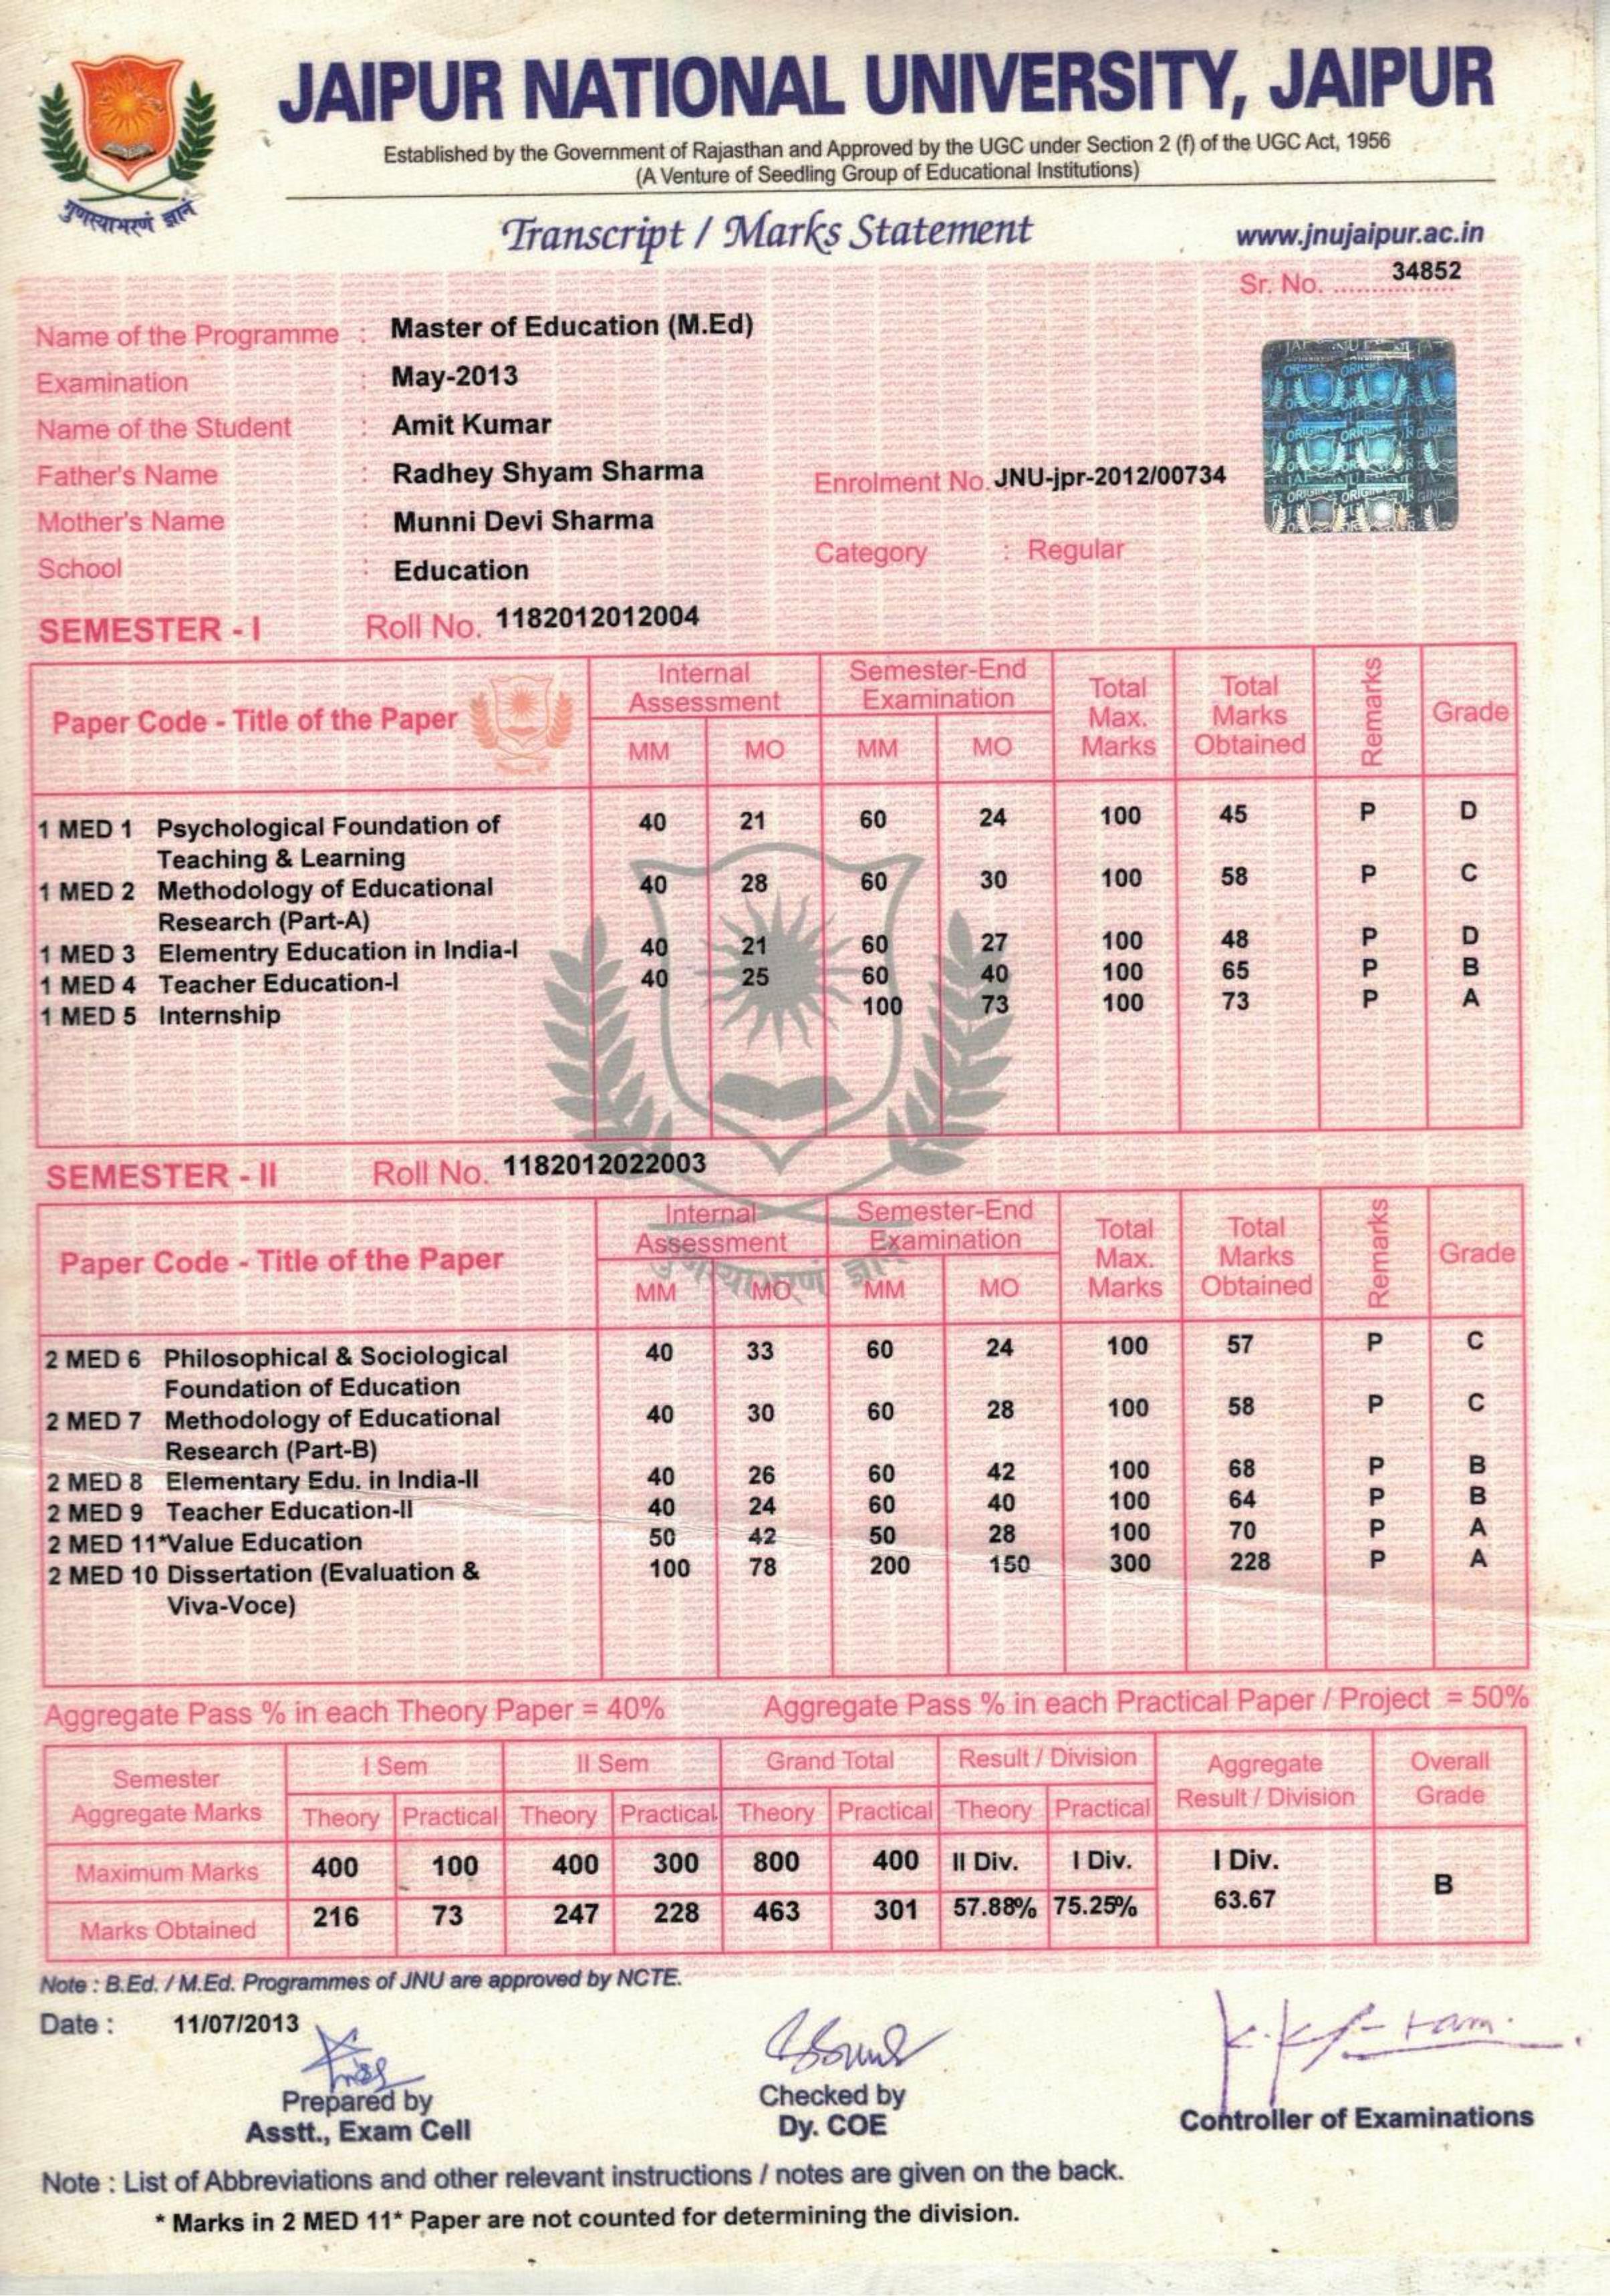 JAIPUR NATIONAL UNIVERSITY, JAIPUR
Established by the Government of Rajasthan and Approved by the UGC under Section 2 (f) of the UGC Act, 1956
(A Venture of Seedling Group of Educational Institutions)
गुणस्याभरणं ज्ञानं
Transcript / Marks Statement
www.jnujaipur.ac.in
Sr. No. ................ 34852
Name of the Programme : Master of Education (M.Ed)
Examination : May-2013
Name of the Student : Amit Kumar
Father's Name : Radhey Shyam Sharma Enrolment No. JNU-jpr-2012/00734
Mother's Name : Munni Devi Sharma
Category : Regular
School : Education
SEMESTER - I Roll No. 1182012012004
Paper Code - Title of the Paper Internal Assessment Semester-End Examination Total Max. Marks Total Marks Obtained Remarks Grade
MM MO MM MO
1 MED 1 Psychological Foundation of 40 21 60 24 100 45 P D
Teaching & Learning
1 MED 2 Methodology of Educational 40 28 60 30 100 58 P C
Research (Part-A)
1 MED 3 Elementry Education in India-I 40 21 60 27 100 48 P D
1 MED 4 Teacher Education-I 40 25 60 40 100 65 P B
1 MED 5 Internship 100 73 100 73 P A
SEMESTER - II Roll No. 1182012022003
Paper Code - Title of the Paper Internal Assessment Semester-End Examination Total Max. Marks Total Marks Obtained Remarks Grade
MM MO MM MO
गुणस्याभरणं ज्ञानं
2 MED 6 Philosophical & Sociological 40 33 60 24 100 57 P C
Foundation of Education
2 MED 7 Methodology of Educational 40 30 60 28 100 58 P C
Research (Part-B)
2 MED 8 Elementary Edu. in India-II 40 26 60 42 100 68 P B
2 MED 9 Teacher Education-II 40 24 60 40 100 64 P B
2 MED 11*Value Education 50 42 50 28 100 70 P A
2 MED 10 Dissertation (Evaluation & 100 78 200 150 300 228 P A
Viva-Voce)
Aggregate Pass % in each Theory Paper = 40% Aggregate Pass % in each Practical Paper / Project = 50%
Semester Aggregate Marks I Sem II Sem Grand Total Result / Division Aggregate Result / Division Overall Grade
Theory Practical Theory Practical Theory Practical Theory Practical
Maximum Marks 400 100 400 300 800 400 II Div. I Div. I Div. B
Marks Obtained 216 73 247 228 463 301 57.88% 75.25% 63.67
Note : B.Ed. / M.Ed. Programmes of JNU are approved by NCTE.
Date : 11/07/2013
Prepared by
Asstt., Exam Cell
Checked by
Dy. COE
Controller of Examinations
Note : List of Abbreviations and other relevant instructions / notes are given on the back.
* Marks in 2 MED 11* Paper are not counted for determining the division.